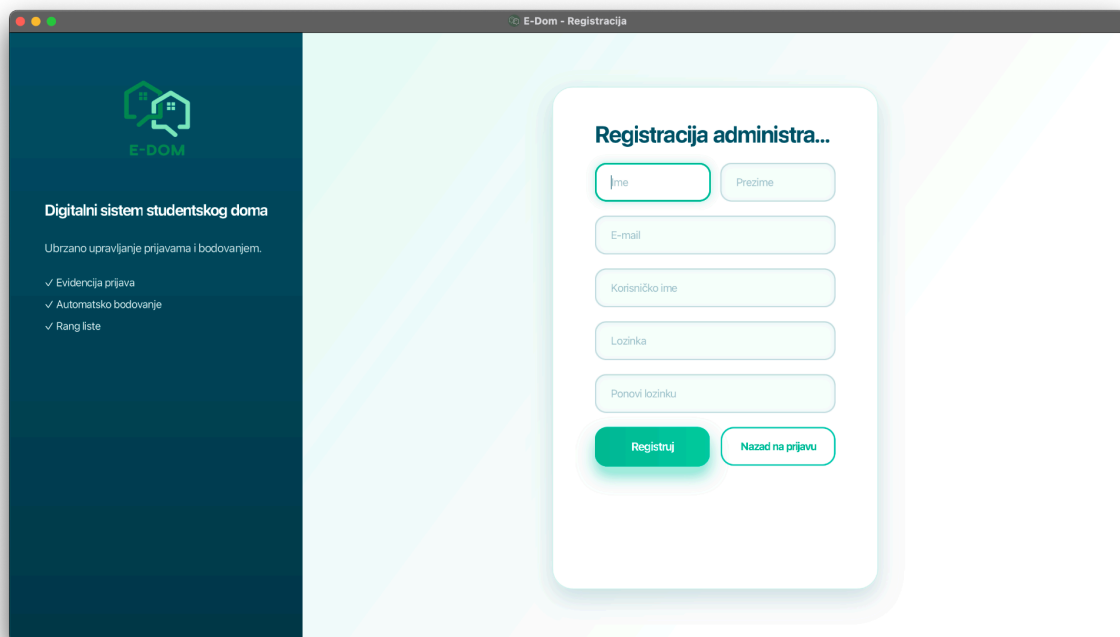 E-Dom - Registracija
E-DOM
Digitalni sistem studentskog doma
Ubrzano upravljanje prijavama i bodovanjem.
✓ Evidencija prijava
✓ Automatsko bodovanje
✓ Rang liste
Registracija administra...
Ime
Prezime
E-mail
Korisničko ime
Lozinka
Ponovi lozinku
Registruj
Nazad na prijavu